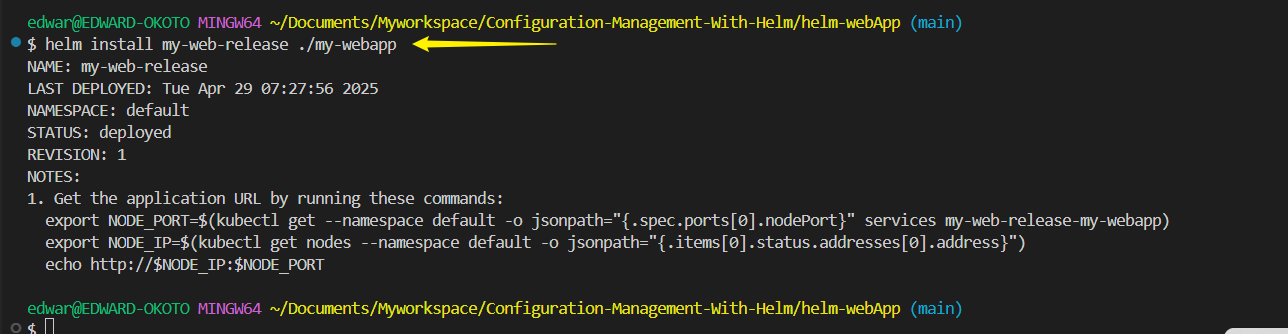 edwar@EDWARD-OKOTO MINGW64 ~/Documents/Myworkspace/Configuration-Management-With-Helm/helm-webApp (main)
$ helm install my-web-release ./my-webapp
NAME: my-web-release
LAST DEPLOYED: Tue Apr 29 07:27:56 2025
NAMESPACE: default
STATUS: deployed
REVISION: 1
NOTES:
1. Get the application URL by running these commands:
  export NODE_PORT=$(kubectl get --namespace default -o jsonpath="{.spec.ports[0].nodePort}" services my-web-release-my-webapp)
  export NODE_IP=$(kubectl get nodes --namespace default -o jsonpath="{.items[0].status.addresses[0].address}")
  echo http://$NODE_IP:$NODE_PORT
edwar@EDWARD-OKOTO MINGW64 ~/Documents/Myworkspace/Configuration-Management-With-Helm/helm-webApp (main)
$